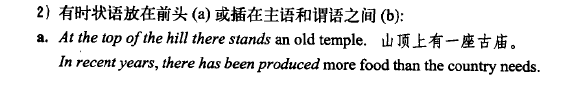 2）有时状语放在前头 (a) 或插在主语和谓语之间 (b):
a. At the top of the hill there stands an old temple. 山顶上有一座古庙。
In recent years, there has been produced more food than the country needs.